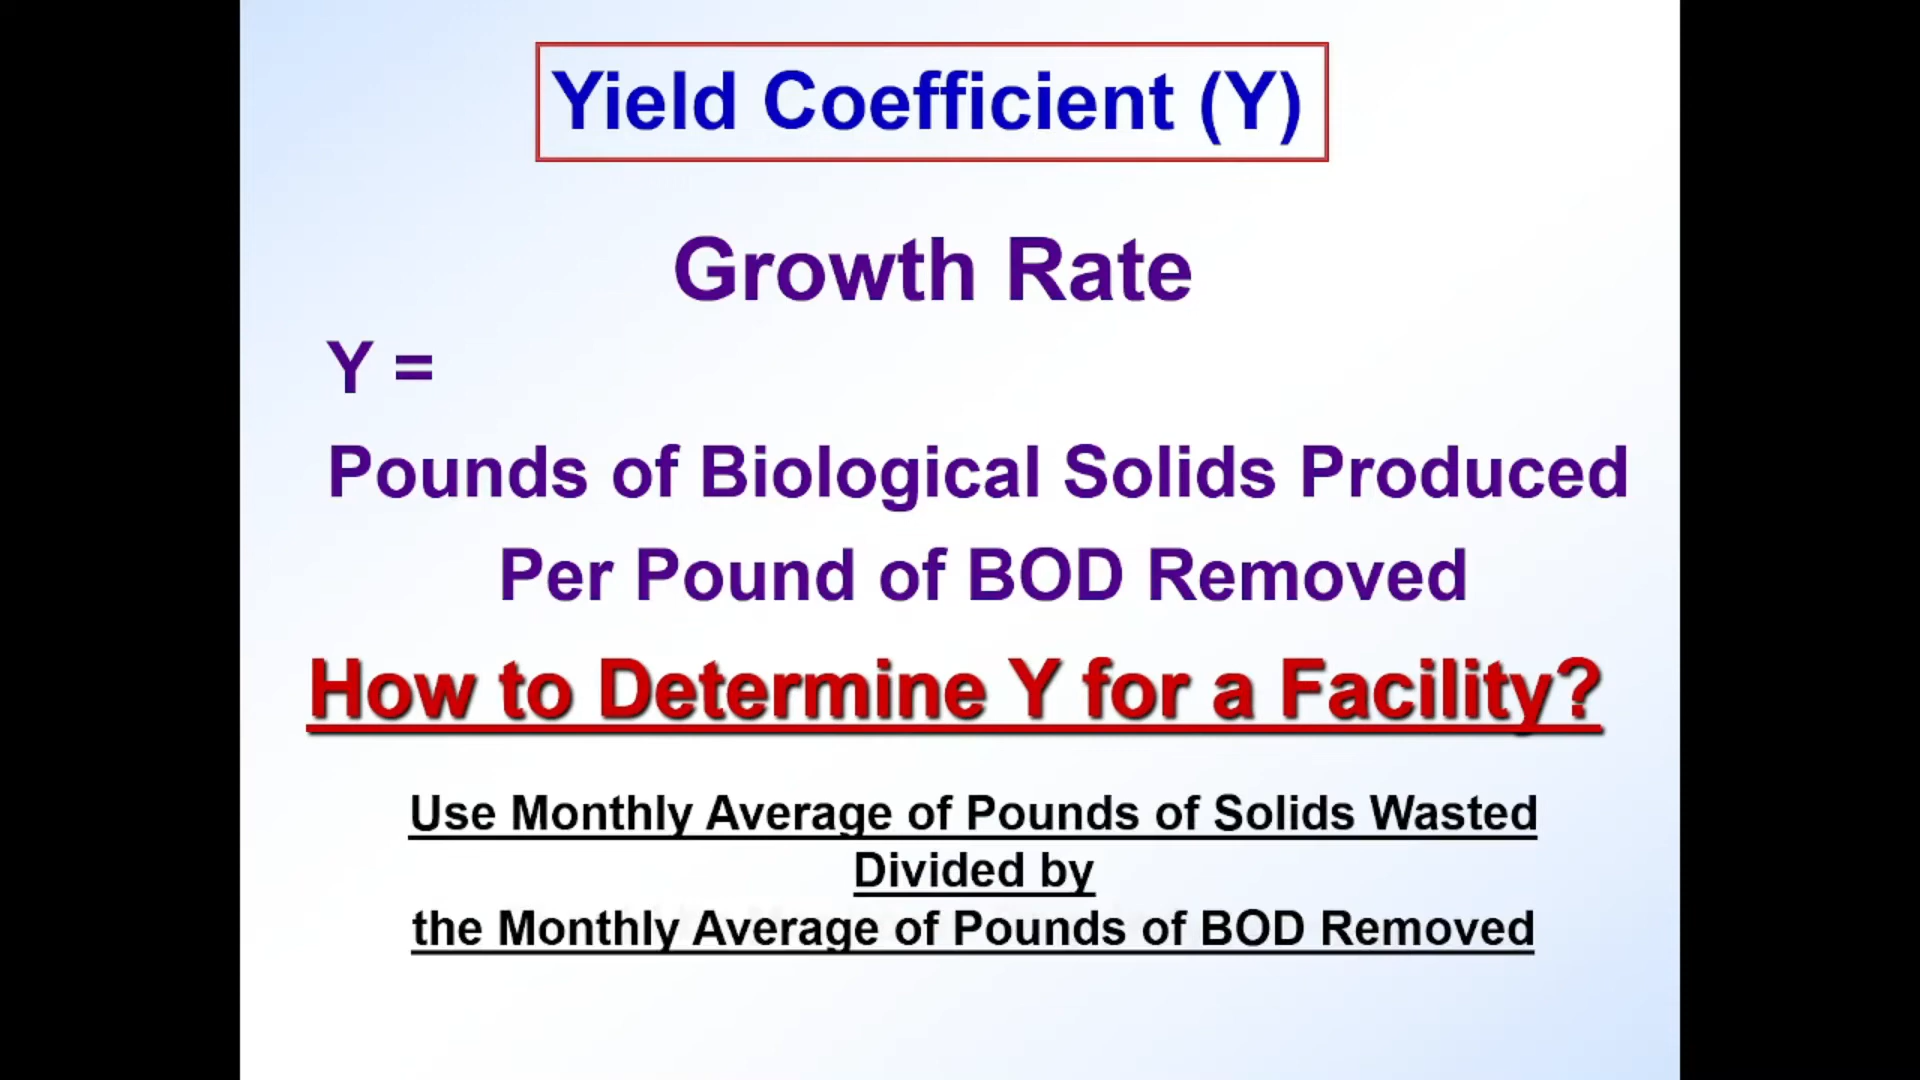 Yield Coefficient (Y)
Growth Rate
Y =
Pounds of Biological Solids Produced
Per Pound of BOD Removed
How to Determine Y for a Facility?
Use Monthly Average of Pounds of Solids Wasted
Divided by
the Monthly Average of Pounds of BOD Removed